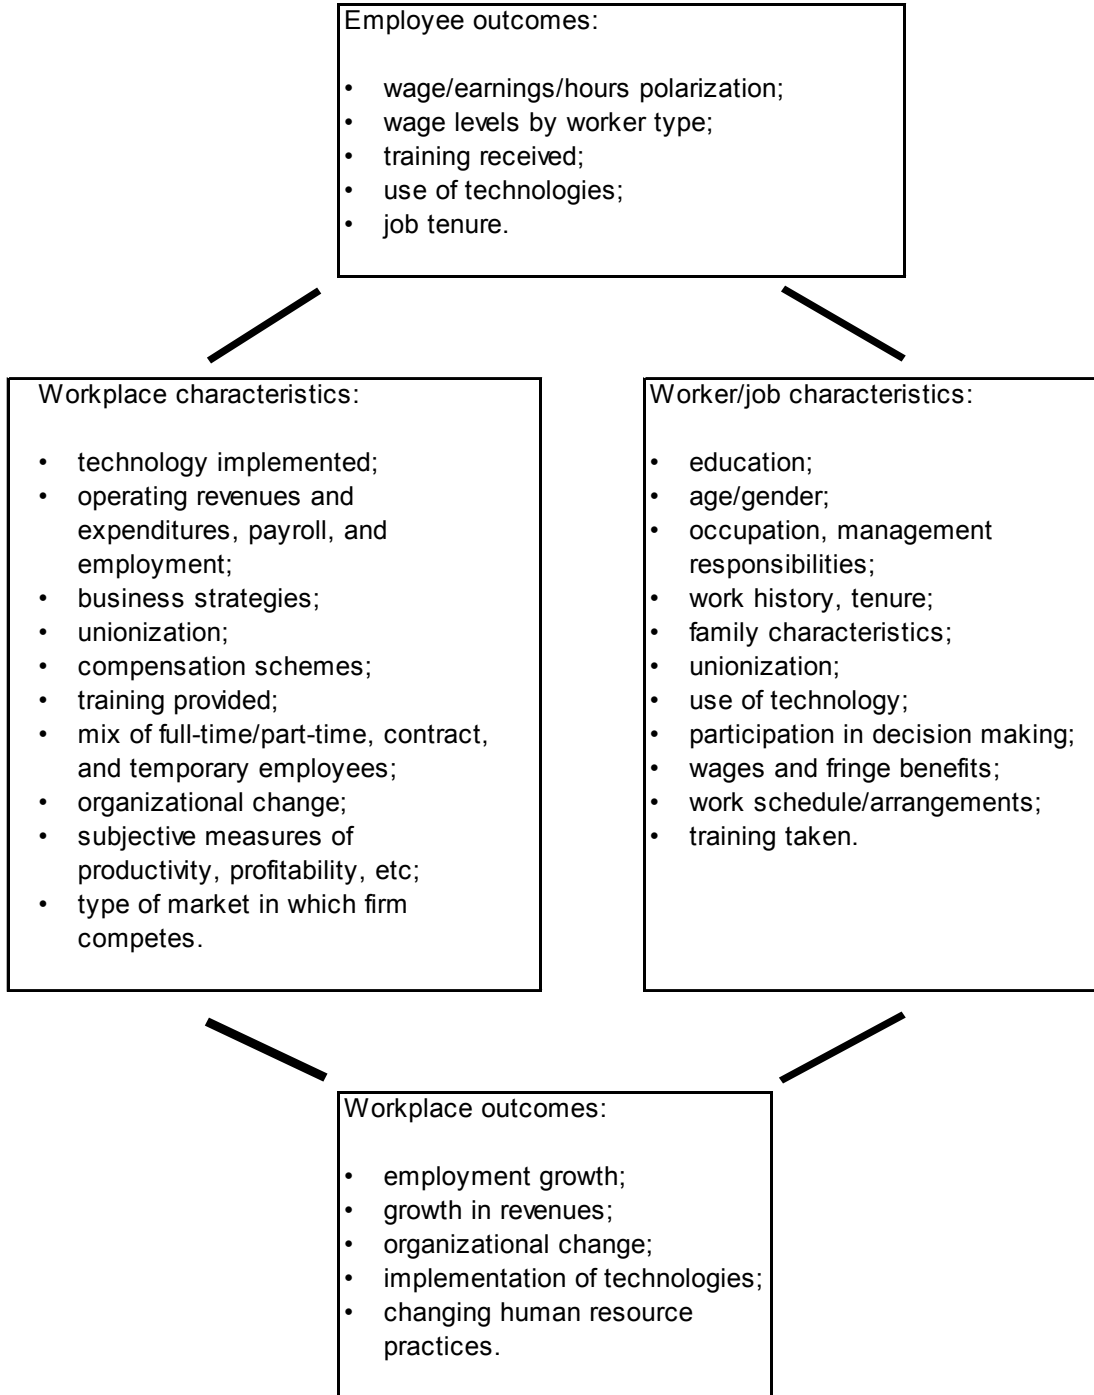 Employee outcomes:
• wage/earnings/hours polarization;
• wage levels by worker type;
• training received;
• use of technologies;
• job tenure.
Workplace characteristics:
• technology implemented;
• operating revenues and
expenditures, payroll, and
employment;
• business strategies;
• unionization;
• compensation schemes;
• training provided;
• mix of full-time/part-time, contract,
and temporary employees;
• organizational change;
• subjective measures of
productivity, profitability, etc;
• type of market in which firm
competes.
Worker/job characteristics:
• education;
• age/gender;
• occupation, management
responsibilities;
• work history, tenure;
• family characteristics;
• unionization;
• use of technology;
• participation in decision making;
• wages and fringe benefits;
• work schedule/arrangements;
• training taken.
Workplace outcomes:
• employment growth;
• growth in revenues;
• organizational change;
• implementation of technologies;
• changing human resource
practices.